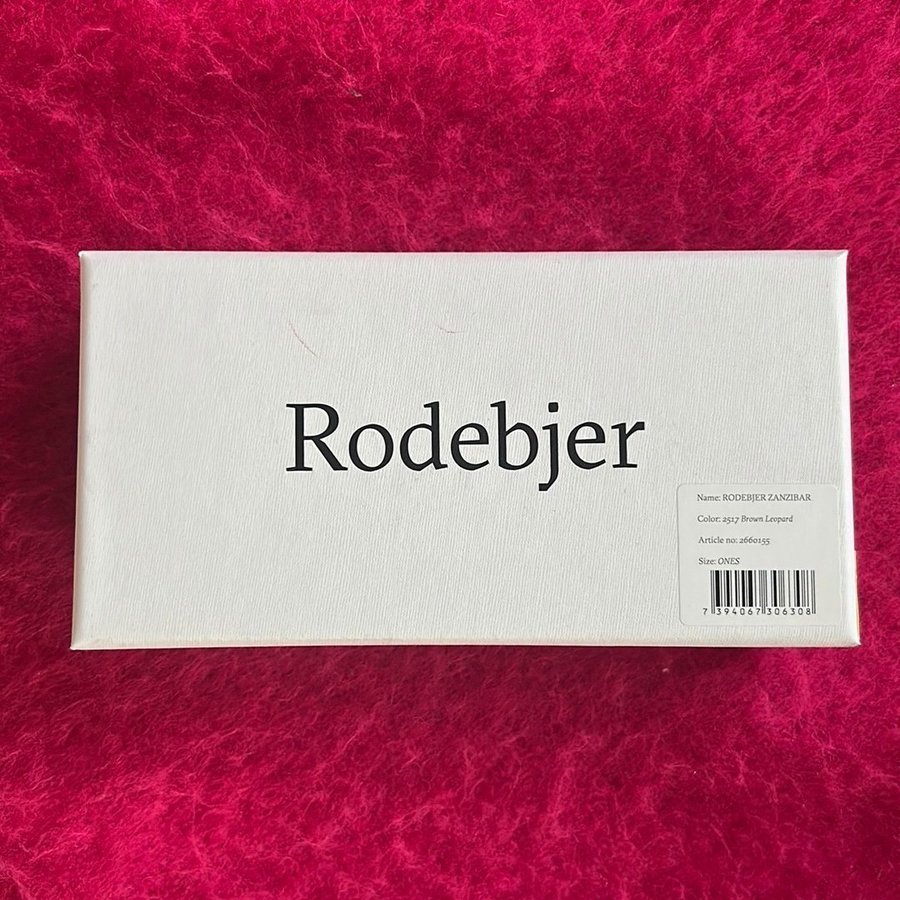 Rodebjer
Name: RODEBJER ZANZIBAR
Color: 2517 Brown Leopard
Article no: 2660155
Size: ONES
7 394067 306308